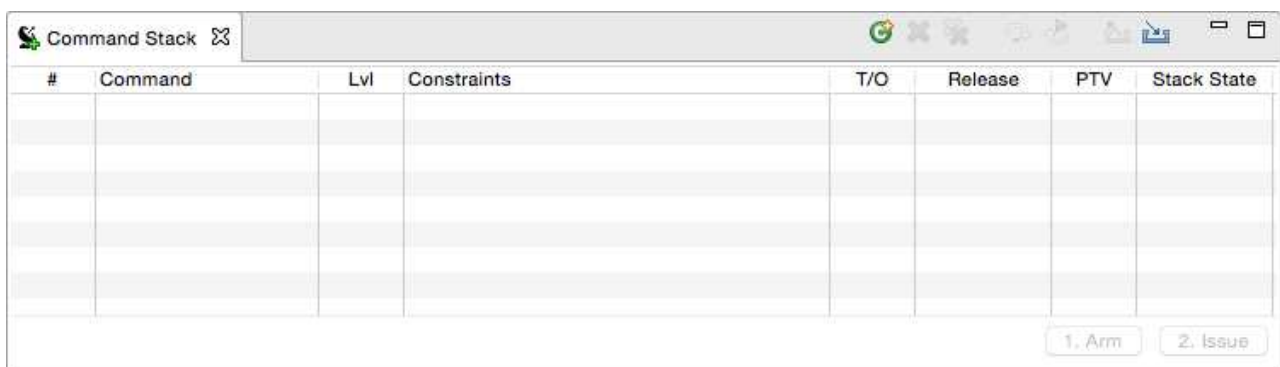 Command Stack
# Command Lvl Constraints T/O Release PTV Stack State
1. Arm 2. Issue